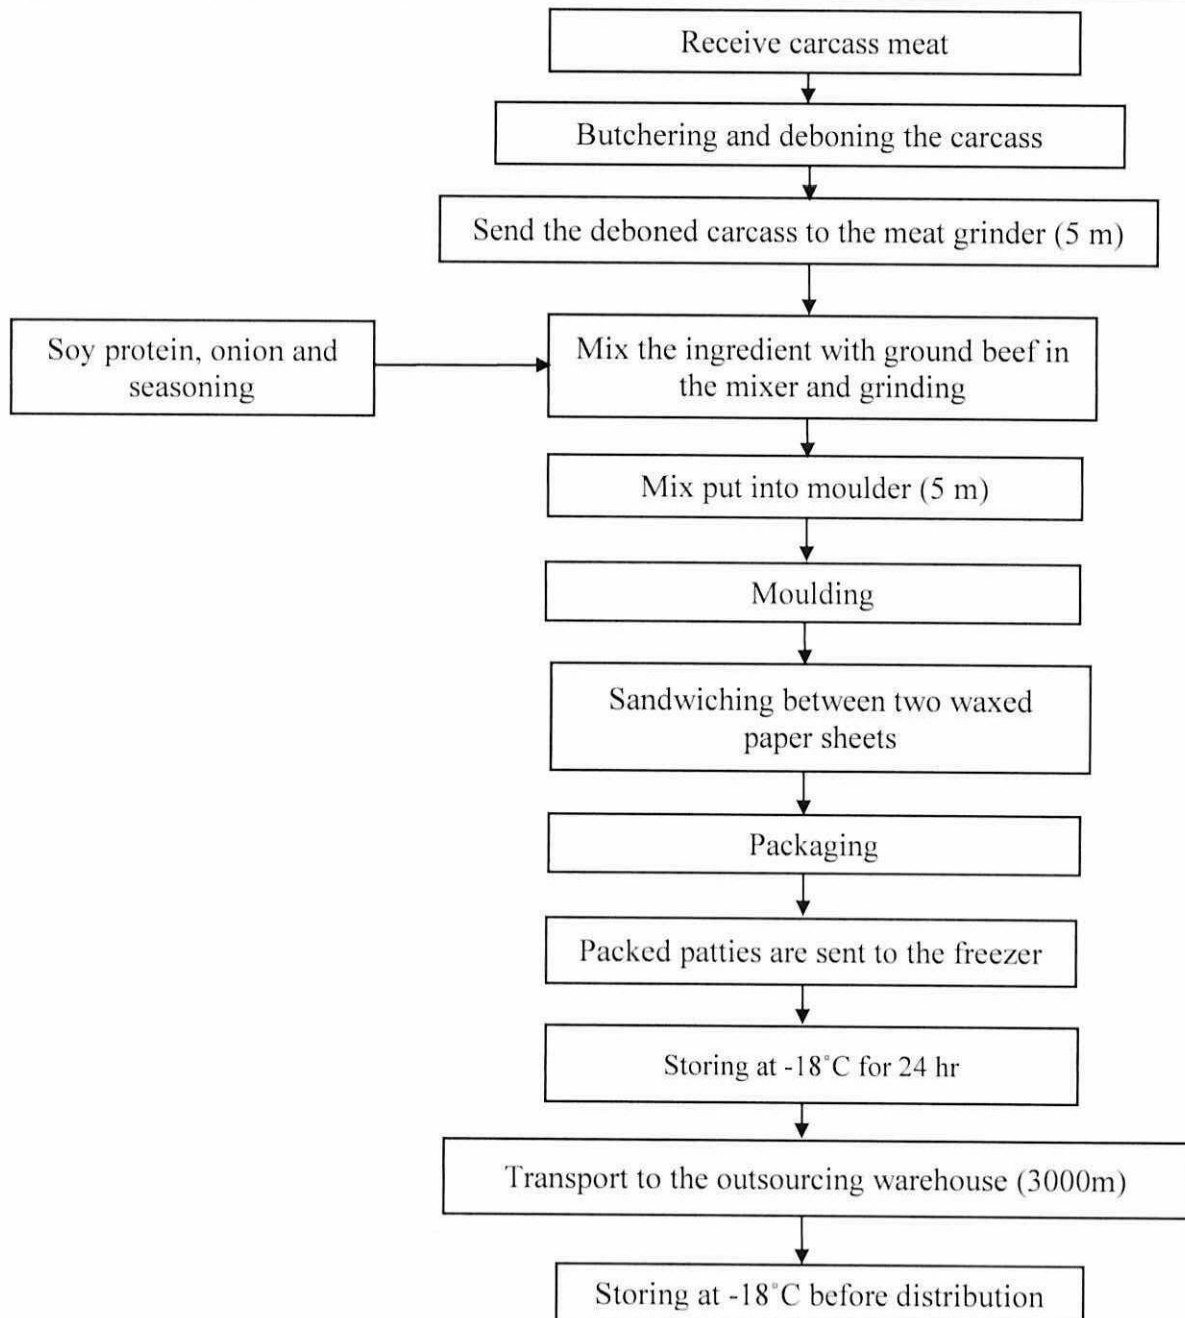 Receive carcass meat
Butchering and deboning the carcass
Send the deboned carcass to the meat grinder (5 m)
Soy protein, onion and
seasoning
Mix the ingredient with ground beef in
the mixer and grinding
Mix put into moulder (5 m)
Moulding
Sandwiching between two waxed
paper sheets
Packaging
Packed patties are sent to the freezer
Storing at -18˚C for 24 hr
Transport to the outsourcing warehouse (3000m)
Storing at -18˚C before distribution